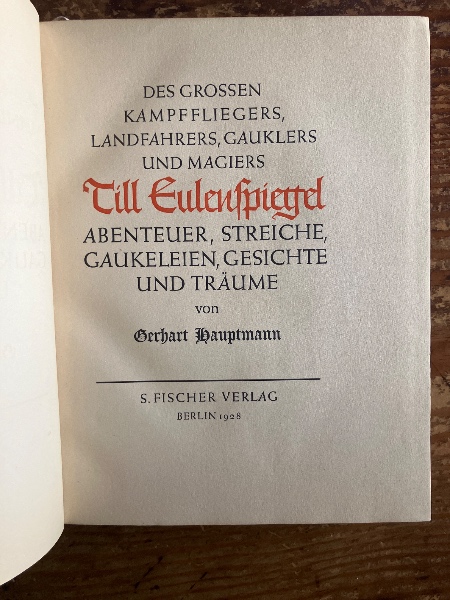 DES GROSSEN
KAMPFFLIEGERS,
LANDFAHRERS, GAUKLERS
UND MAGIERS
Till Eulenſpiegel
ABENTEUER, STREICHE,
GAUKELEIEN, GESICHTE
UND TRÄUME
von
Gerhart Hauptmann
S. FISCHER VERLAG
BERLIN 1928